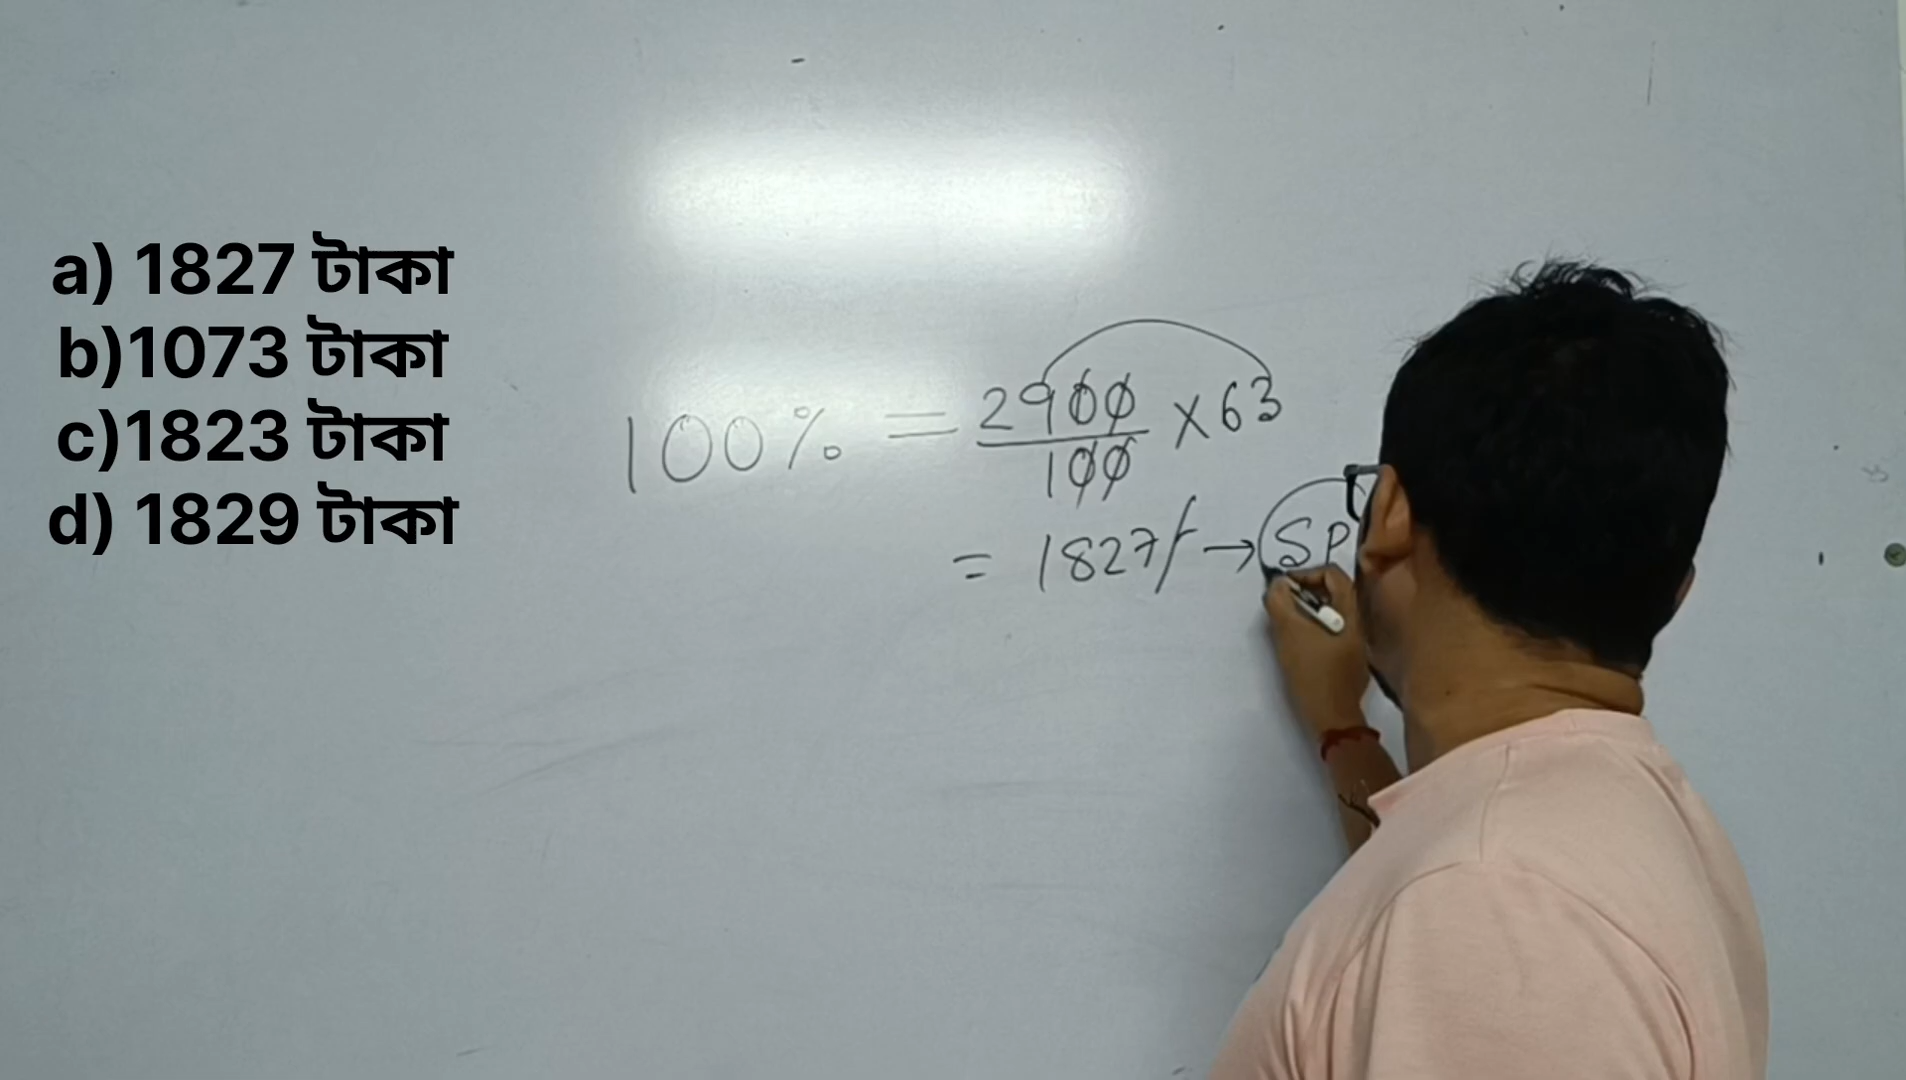 a) 1827 টাকা
b)1073 টাকা
c)1823 টাকা
d) 1829 টাকা
100% = 2900/100 × 63
= 1827/- → SP